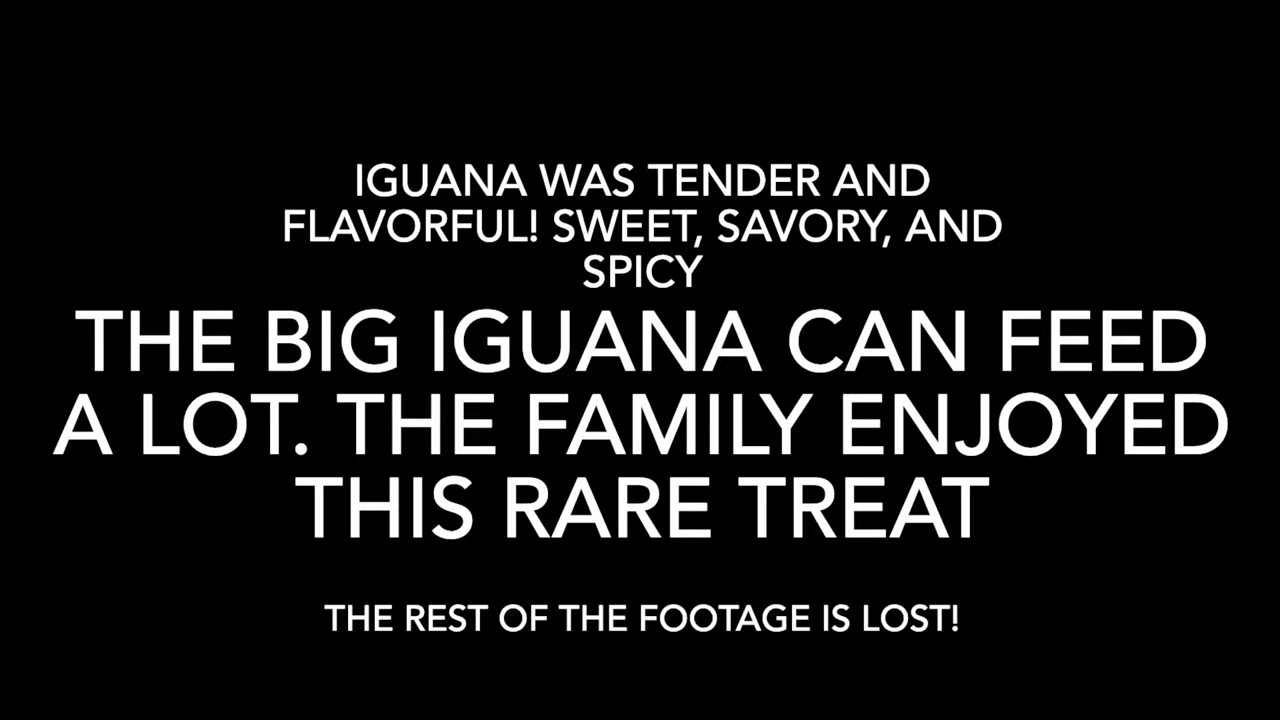 IGUANA WAS TENDER AND
FLAVORFUL! SWEET, SAVORY, AND
SPICY
THE BIG IGUANA CAN FEED
A LOT. THE FAMILY ENJOYED
THIS RARE TREAT
THE REST OF THE FOOTAGE IS LOST!